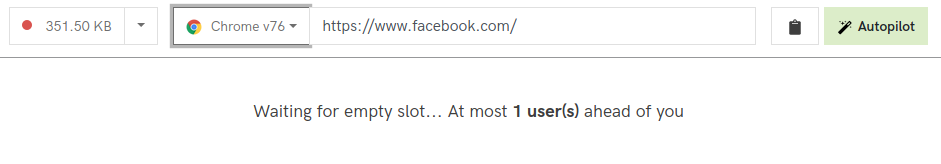 351.50 KB Chrome v76 https://www.facebook.com/ Autopilot
Waiting for empty slot... At most 1 user(s) ahead of you